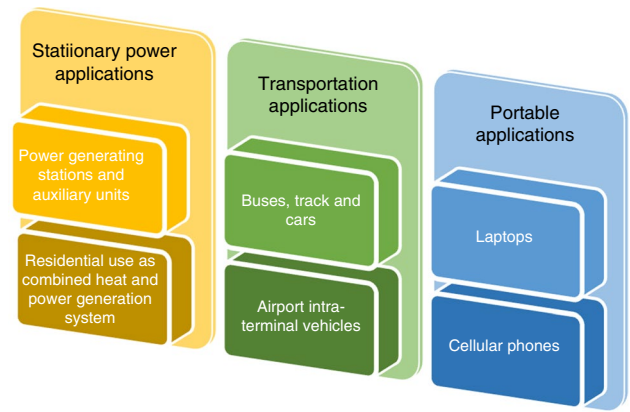 Statiionary power
applications
Power generating
stations and
auxiliary units
Residential use as
combined heat and
power generation
system
Transportation
applications
Buses, track and
cars
Airport intra-
terminal vehicles
Portable
applications
Laptops
Cellular phones